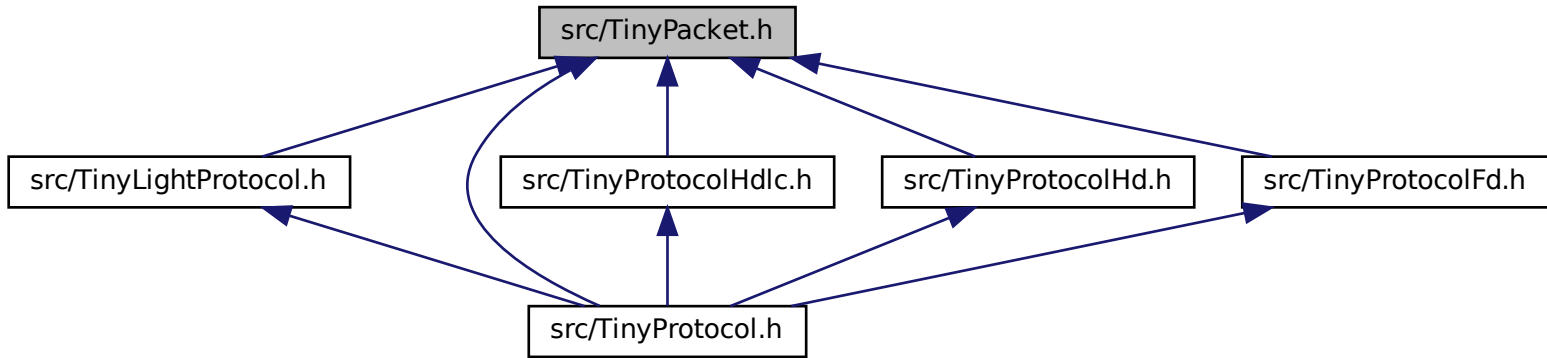 src/TinyPacket.h
src/TinyLightProtocol.h
src/TinyProtocolHdlc.h
src/TinyProtocolHd.h
src/TinyProtocolFd.h
src/TinyProtocol.h